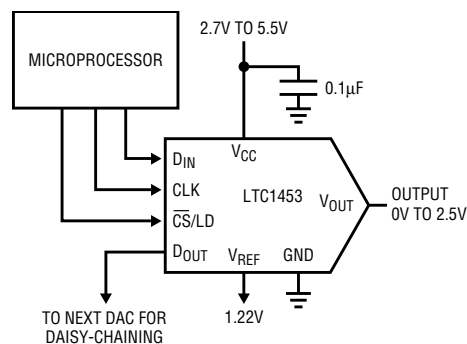 2.7V TO 5.5V
MICROPROCESSOR
0.1µF
DIN
VCC
CLK
LTC1453
CS/LD
VOUT
OUTPUT
0V TO 2.5V
DOUT
VREF
GND
TO NEXT DAC FOR
DAISY-CHAINING
1.22V